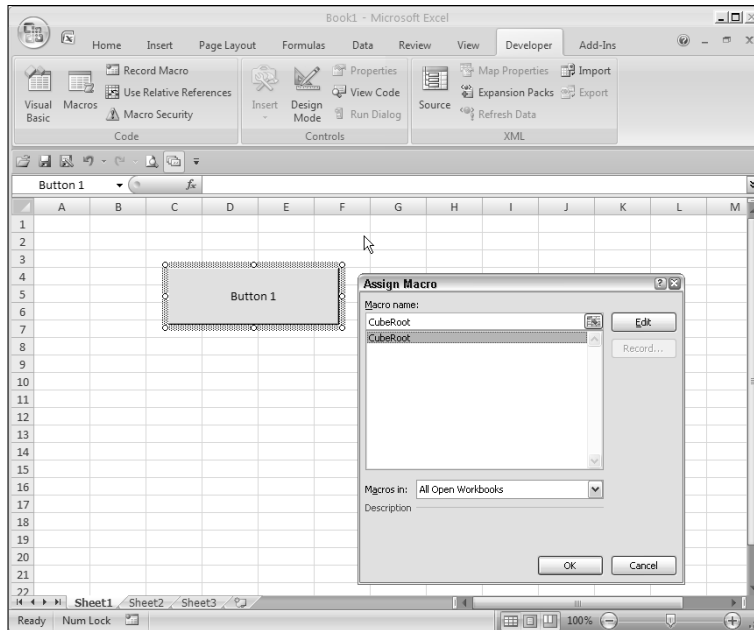 Book1 - Microsoft Excel
Home Insert Page Layout Formulas Data Review View Developer Add-Ins
Visual Basic
Macros
Record Macro
Use Relative References
Macro Security
Code
Insert
Design Mode
Properties
View Code
Run Dialog
Controls
Source
Map Properties
Expansion Packs
Refresh Data
Import
Export
XML
Button 1 fx
A B C D E F G H I J K L M
1
2
3
4
5
6
7
8
9
10
11
12
13
14
15
16
17
18
19
20
21
22
Button 1
Assign Macro
Macro name:
CubeRoot
CubeRoot
Edit
Record...
Macros in: All Open Workbooks
Description
OK Cancel
Sheet1 Sheet2 Sheet3
Ready Num Lock 100%